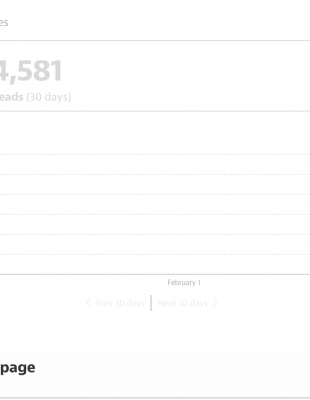 es
4,581
eads (30 days)
February 1
Prev 30 days
Next 30 days
page